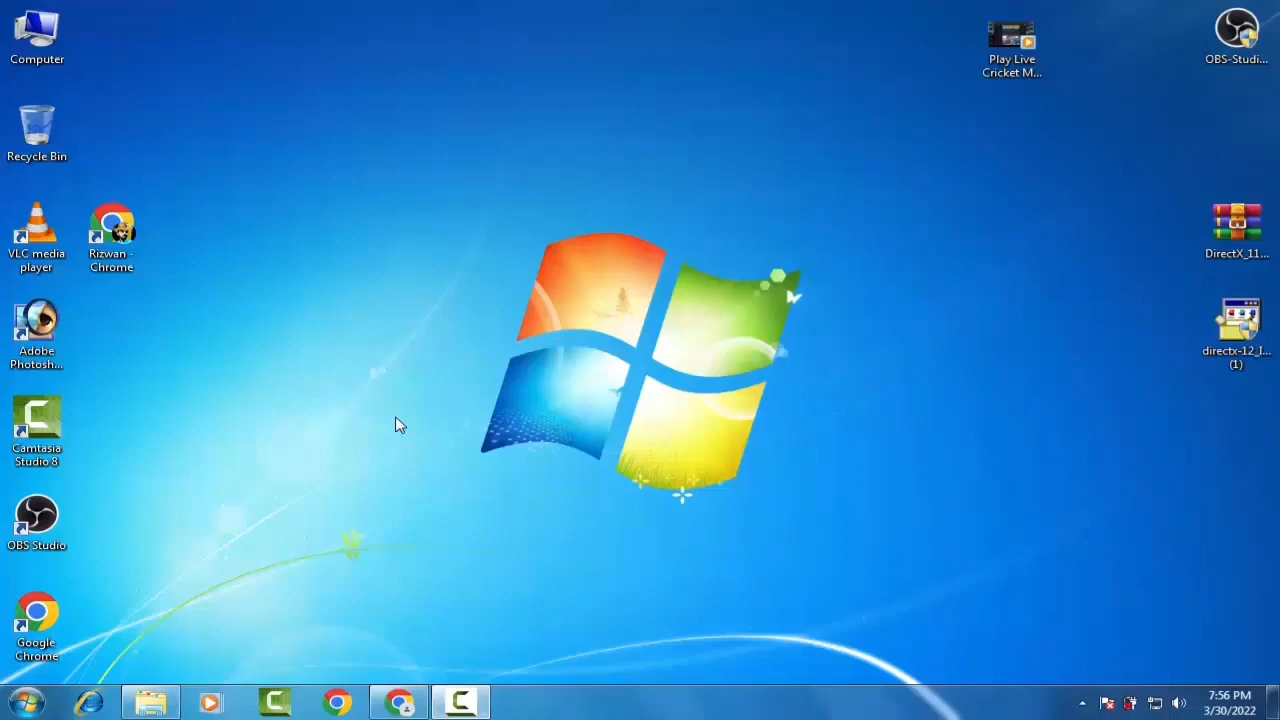 Computer
Recycle Bin
VLC media
player
Rizwan -
Chrome
Adobe
Photosh...
Camtasia
Studio 8
OBS Studio
Google
Chrome
Play Live
Cricket M...
OBS-Studi...
DirectX_11...
directx-12_I...
(1)
7:56 PM
3/30/2022